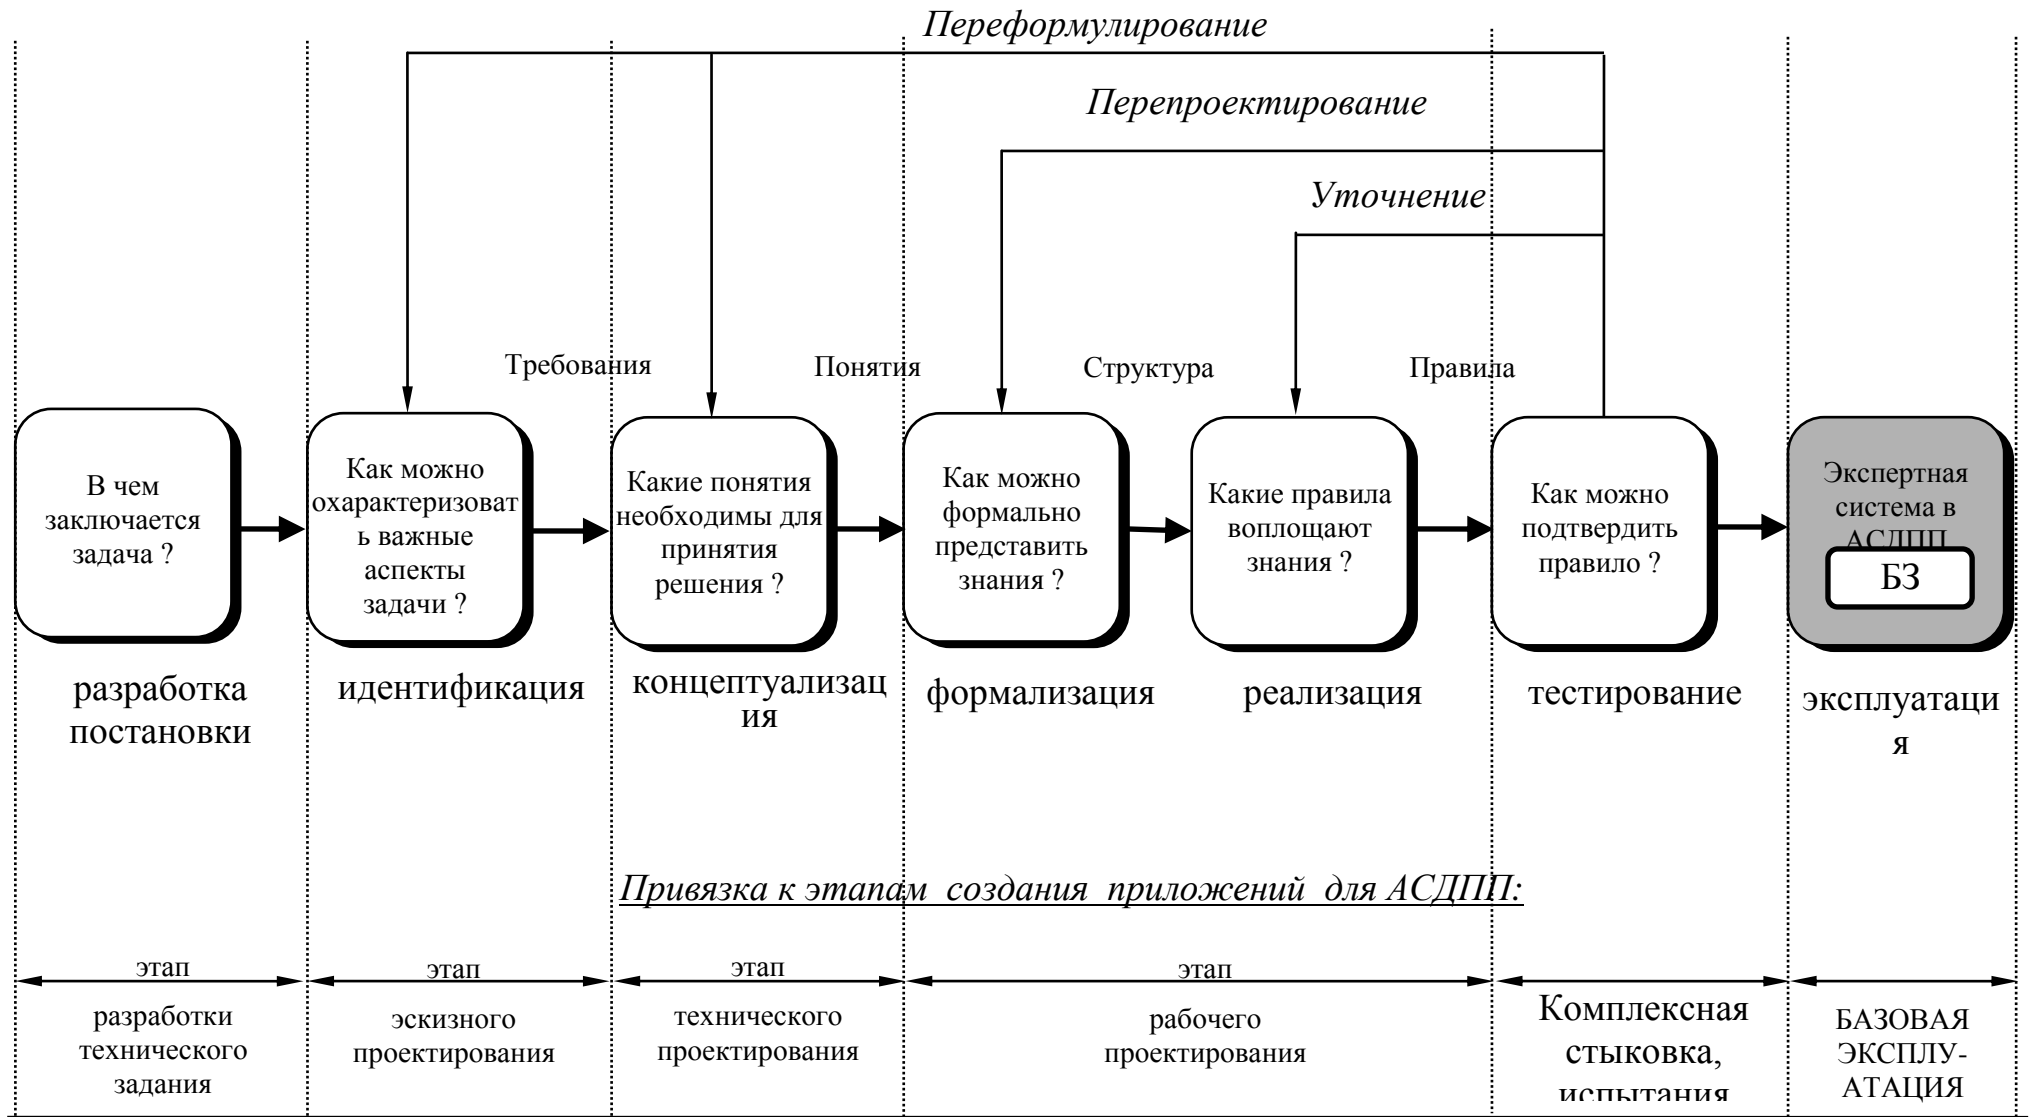 Переформулирование
Перепроектирование
Уточнение
Требования
Понятия
Структура
Правила
В чем
заключается
задача ?
Как можно
охарактеризоват
ь важные
аспекты
задачи ?
Какие понятия
необходимы для
принятия
решения ?
Как можно
формально
представить
знания ?
Какие правила
воплощают
знания ?
Как можно
подтвердить
правило ?
Экспертная
система в
АСДПП
БЗ
разработка
постановки
идентификация
концептуализац
ия
формализация
реализация
тестирование
эксплуатаци
я
Привязка к этапам создания приложений для АСДПП:
этап
разработки
технического
задания
этап
эскизного
проектирования
этап
технического
проектирования
этап
рабочего
проектирования
Комплексная
стыковка,
испытания
БАЗОВАЯ
ЭКСПЛУ-
АТАЦИЯ